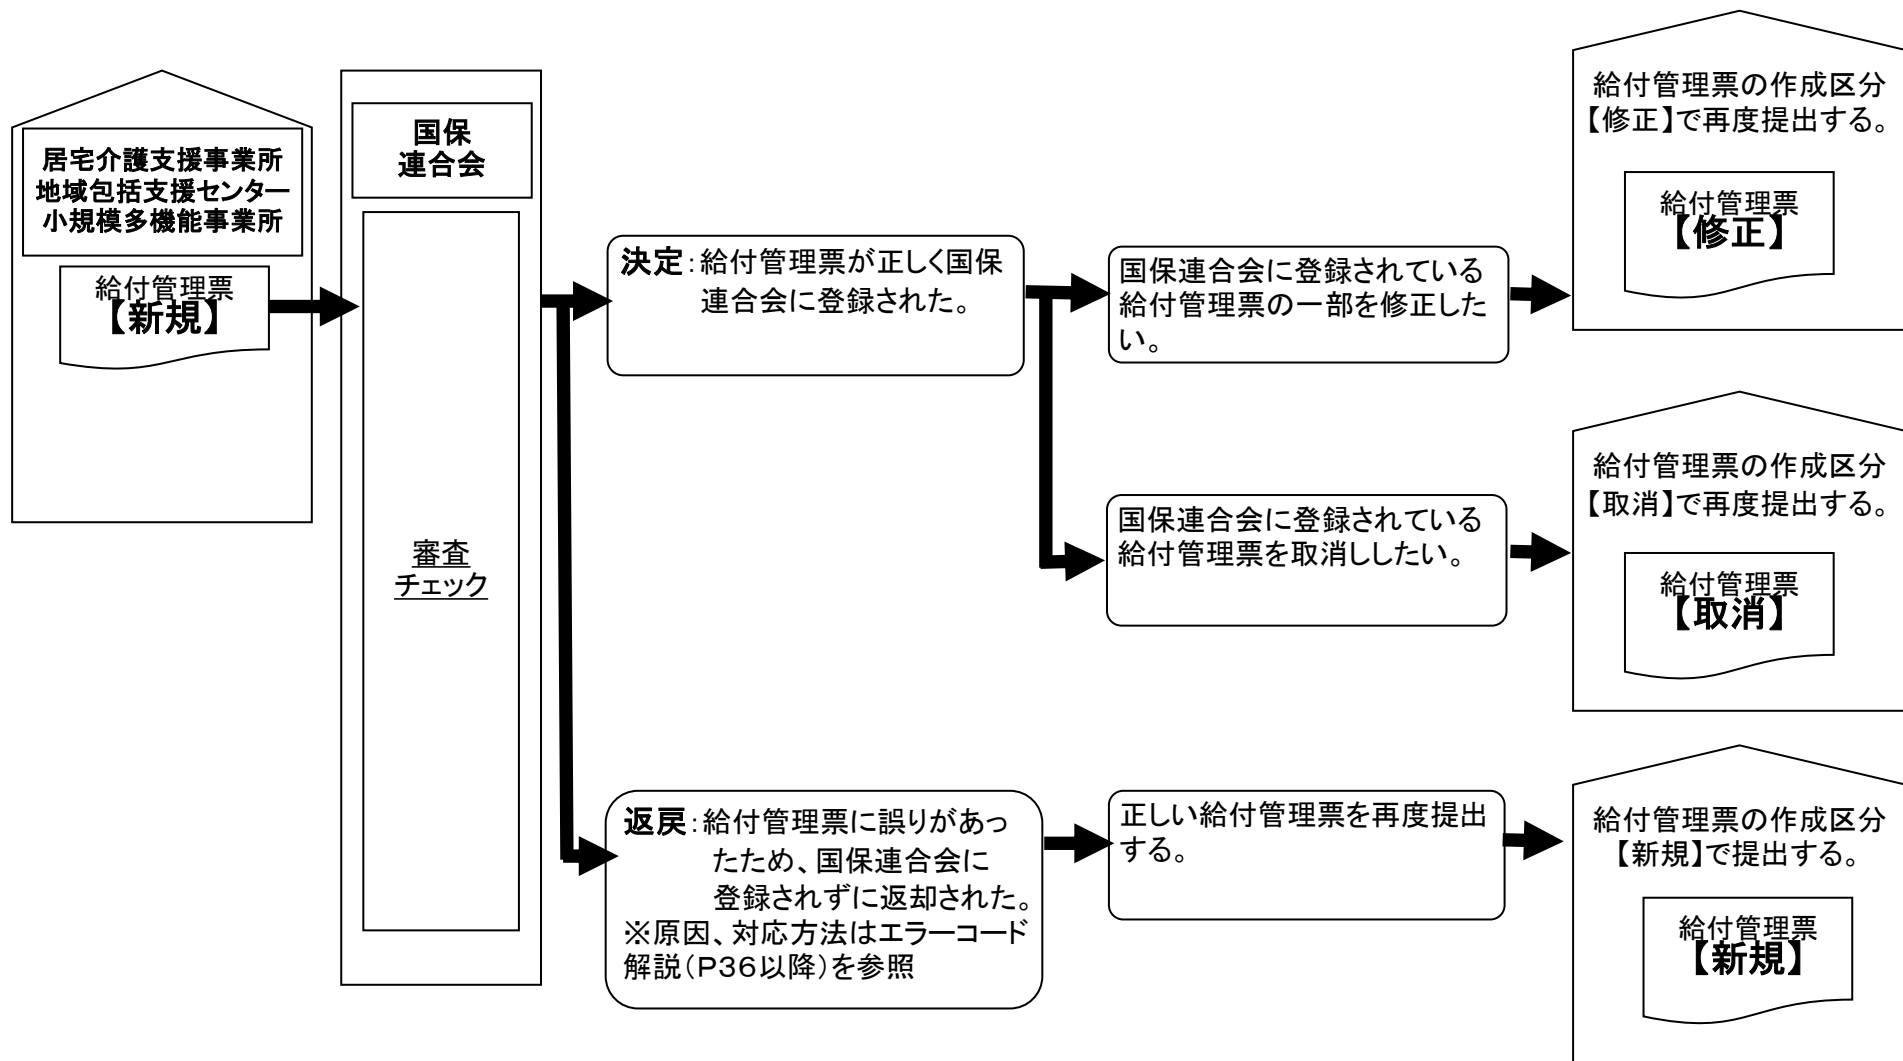 居宅介護支援事業所
地域包括支援センター
小規模多機能事業所
給付管理票
【新規】
国保
連合会
審査
チェック
決定：給付管理票が正しく国保
連合会に登録された。
国保連合会に登録されている
給付管理票の一部を修正した
い。
給付管理票の作成区分
【修正】で再度提出する。
給付管理票
【修正】
国保連合会に登録されている
給付管理票を取消ししたい。
給付管理票の作成区分
【取消】で再度提出する。
給付管理票
【取消】
返戻：給付管理票に誤りがあっ
たため、国保連合会に
登録されずに返却された。
※原因、対応方法はエラーコード
解説（P３６以降）を参照
正しい給付管理票を再度提出
する。
給付管理票の作成区分
【新規】で提出する。
給付管理票
【新規】